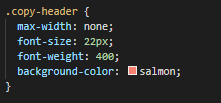 .copy-header {
max-width: none;
font-size: 22px;
font-weight: 400;
background-color: salmon;
}